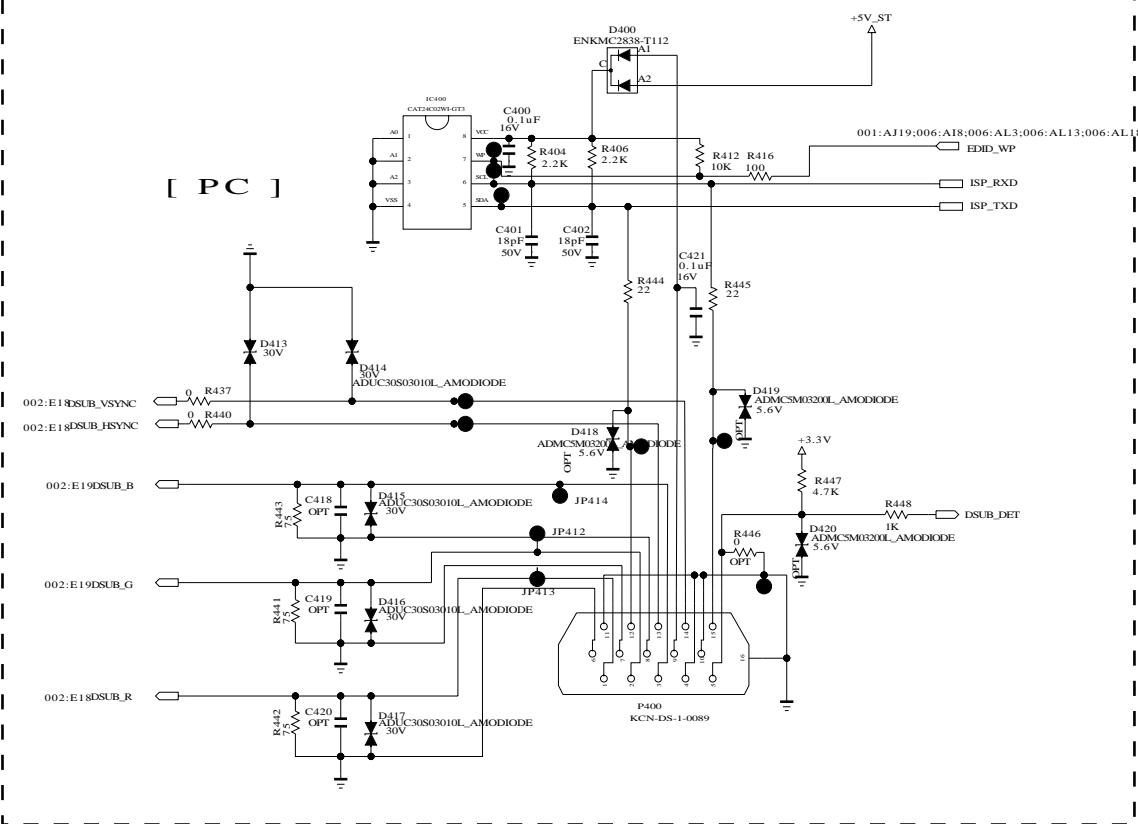 +5V_ST
D400
ENKMC2838-T112
A1
C
A2
IC400
CAT24C02WI-GT3
C400
0.1uF
16V
A0
1
8
VCC
A1
2
7
WP
A2
3
6
SCL
VSS
4
5
SDA
R404
2.2K
R406
2.2K
R412
10K
R416
100
001:AJ19;006:AI8;006:AL3;006:AL13;006:AL18
EDID_WP
ISP_RXD
ISP_TXD
[ PC ]
C401
18pF
50V
C402
18pF
50V
C421
0.1uF
16V
R444
22
R445
22
D413
30V
D414
30V
ADUC30S03010L_AMODIODE
R437
0
002:E18
DSUB_VSYNC
R440
0
002:E18
DSUB_HSYNC
D419
ADMC5M03200L_AMODIODE
5.6V
OPT
D418
ADMC5M03200L_AMODIODE
5.6V
OPT
+3.3V
R447
4.7K
R448
1K
DSUB_DET
D420
ADMC5M03200L_AMODIODE
5.6V
OPT
R446
0
OPT
002:E19
DSUB_B
R443
75
C418
OPT
D415
ADUC30S03010L_AMODIODE
30V
JP414
JP412
002:E19
DSUB_G
R441
75
C419
OPT
D416
ADUC30S03010L_AMODIODE
30V
JP413
002:E18
DSUB_R
R442
75
C420
OPT
D417
ADUC30S03010L_AMODIODE
30V
11
12
13
14
15
6
7
8
9
10
16
1
2
3
4
5
P400
KCN-DS-1-0089